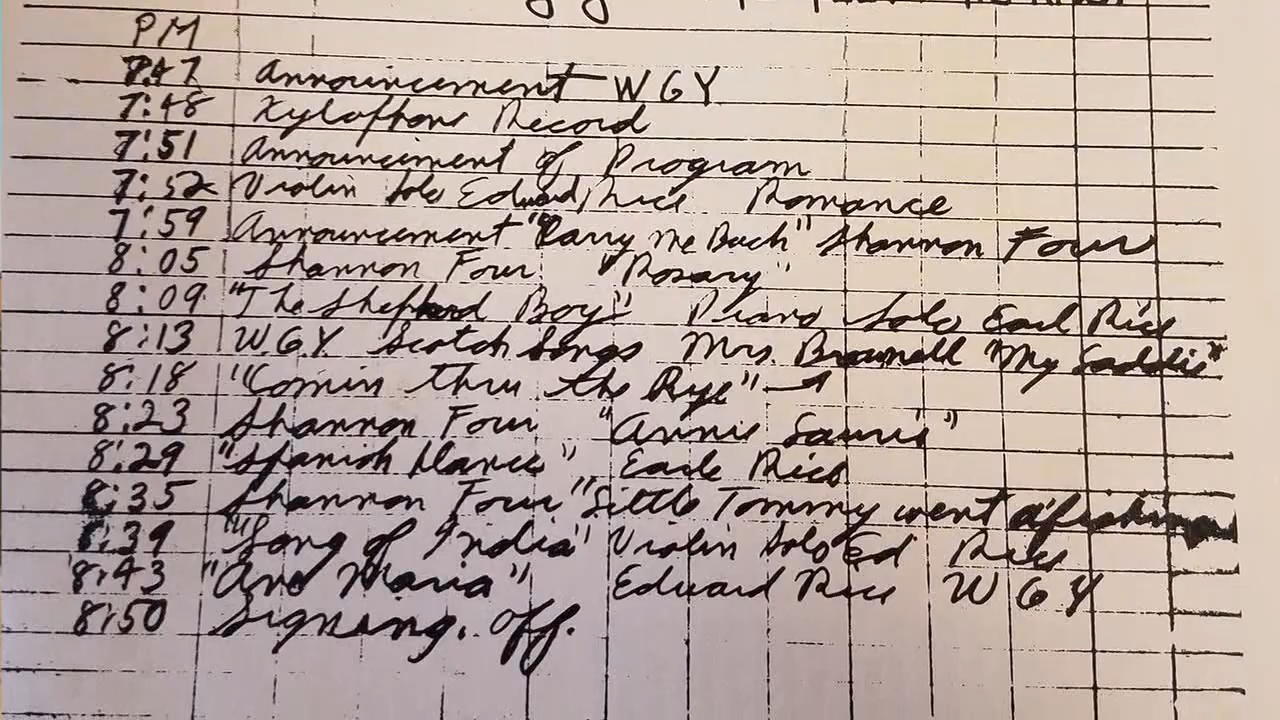 PM
7:47 Announcement WGY
7:48 Xylophone Record
7:51 Announcement of Program
7:52 Violin Solo Edward Rice Romance
7:59 Announcement "Carry Me Back" Shannon Four
8:05 Shannon Four "Rosary"
8:09 "The Shepherd Boy" Piano Solo Earl Rice
8:13 W.G.Y. Scotch Songs Mrs. Brownell "My Laddie"
8:18 "Comin thru the Rye"
8:23 Shannon Four "Annie Laurie"
8:29 "Spanish Dance" Earle Rice
8:35 Shannon Four "Little Tommy went a'fishin
8:39 "Song of India" Violin Solo Ed Rice
8:43 "Ave Maria" Edward Rice WGY
8:50 Signing. Off.